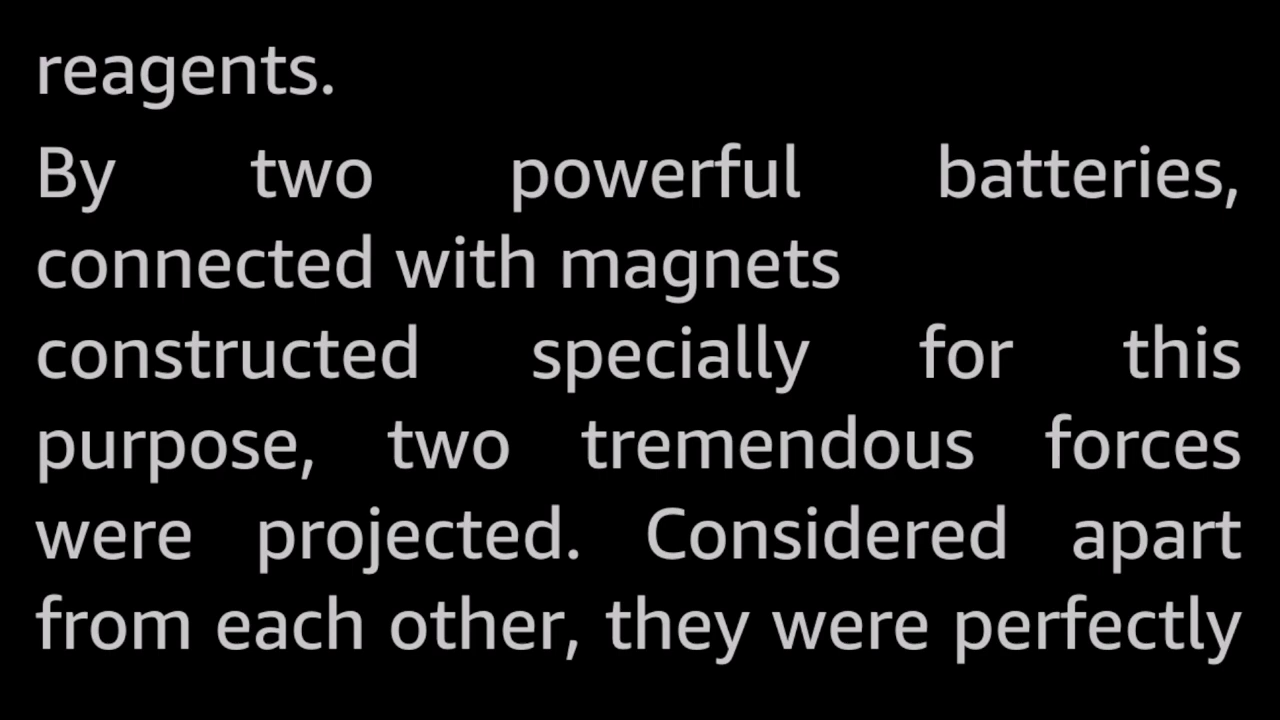 reagents.
By two powerful batteries,
connected with magnets
constructed specially for this
purpose, two tremendous forces
were projected. Considered apart
from each other, they were perfectly